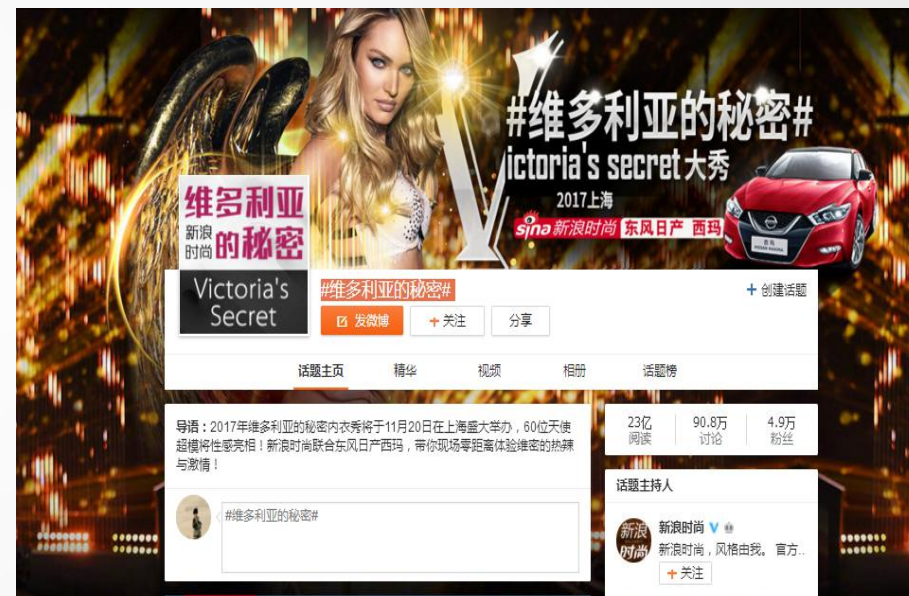 #维多利亚的秘密#
Victoria's secret大秀
2017上海
sina新浪时尚 东风日产 西玛
维多利亚
新浪
时尚
的秘密
Victoria's
Secret
#维多利亚的秘密#
+ 创建话题
发微博
+ 关注
分享
话题主页 精华 视频 相册 话题榜
导语：2017年维多利亚的秘密内衣秀将于11月20日在上海盛大举办，60位天使
超模将性感亮相！新浪时尚联合东风日产西玛，带你现场零距离体验维密的热辣
与激情！
#维多利亚的秘密#
23亿 90.8万 4.9万
阅读 讨论 粉丝
话题主持人
新浪
时尚
新浪时尚 V
新浪时尚，风格由我。 官方..
+ 关注